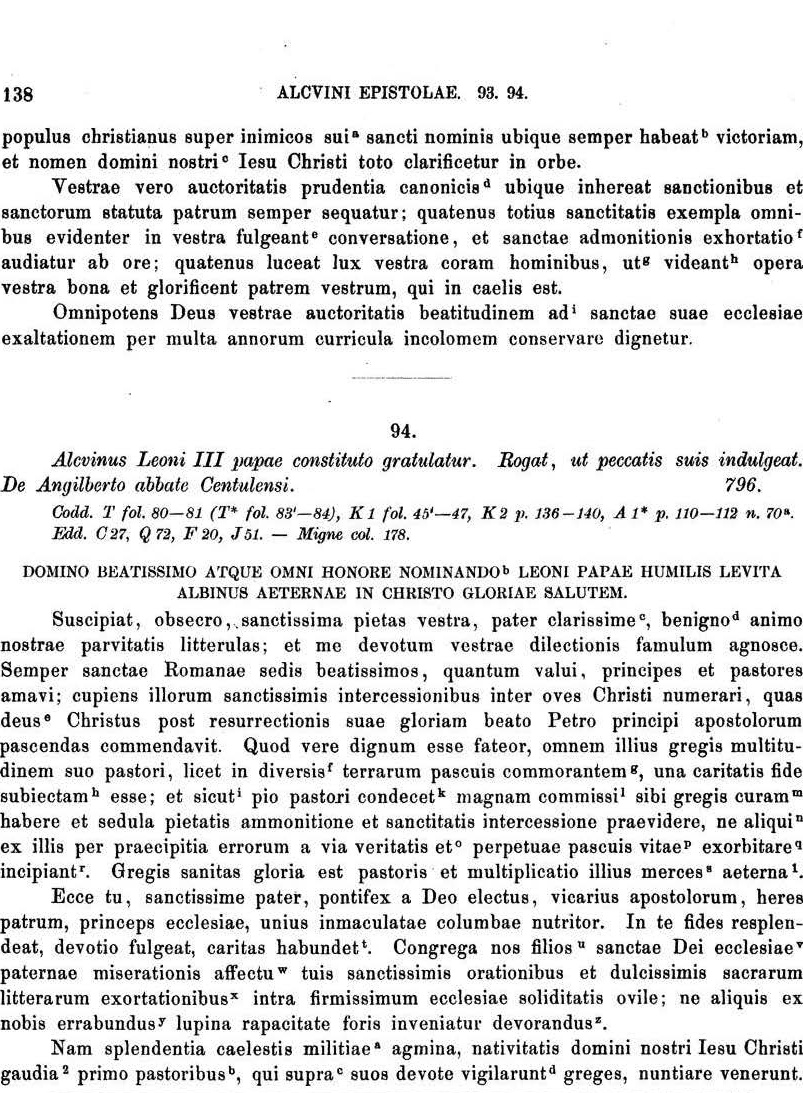 138 ALCVINI EPISTOLAE. 93. 94.
populus christianus super inimicos sui a sancti nominis ubique semper habeat b victoriam,
et nomen domini nostri c Iesu Christi toto clarificetur in orbe.
Vestrae vero auctoritatis prudentia canonicis d ubique inhereat sanctionibus et
sanctorum statuta patrum semper sequatur; quatenus totius sanctitatis exempla omni-
bus evidenter in vestra fulgeant e conversatione, et sanctae admonitionis exhortatio f
audiatur ab ore; quatenus luceat lux vestra coram hominibus, ut g videant h opera
vestra bona et glorificent patrem vestrum, qui in caelis est.
Omnipotens Deus vestrae auctoritatis beatitudinem ad i sanctae suae ecclesiae
exaltationem per multa annorum curricula incolomem conservare dignetur.
94.
Alcvinus Leoni III papae constituto gratulatur. Rogat, ut peccatis suis indulgeat.
De Angilberto abbate Centulensi. 796.
Codd. T fol. 80—81 (T* fol. 83'—84), K 1 fol. 45'—47, K 2 p. 136—140, A 1* p. 110—112 n. 70 a.
Edd. C 27, Q 72, F 20, J 51. — Migne col. 178.
DOMINO BEATISSIMO ATQUE OMNI HONORE NOMINANDO b LEONI PAPAE HUMILIS LEVITA
ALBINUS AETERNAE IN CHRISTO GLORIAE SALUTEM.
Suscipiat, obsecro, sanctissima pietas vestra, pater clarissime c, benigno d animo
nostrae parvitatis litterulas; et me devotum vestrae dilectionis famulum agnosce.
Semper sanctae Romanae sedis beatissimos, quantum valui, principes et pastores
amavi; cupiens illorum sanctissimis intercessionibus inter oves Christi numerari, quas
deus e Christus post resurrectionis suae gloriam beato Petro principi apostolorum
pascendas commendavit. Quod vere dignum esse fateor, omnem illius gregis multitu-
dinem suo pastori, licet in diversis f terrarum pascuis commorantem g, una caritatis fide
subiectam h esse; et sicut i pio pastori condecet k magnam commissi l sibi gregis curam m
habere et sedula pietatis ammonitione et sanctitatis intercessione praevidere, ne aliqui n
ex illis per praecipitia errorum a via veritatis et o perpetuae pascuis vitae p exorbitare q
incipiant r. Gregis sanitas gloria est pastoris et multiplicatio illius merces s aeterna 1.
Ecce tu, sanctissime pater, pontifex a Deo electus, vicarius apostolorum, heres
patrum, princeps ecclesiae, unius inmaculatae columbae nutritor. In te fides resplen-
deat, devotio fulgeat, caritas habundet t. Congrega nos filios u sanctae Dei ecclesiae v
paternae miserationis affectu w tuis sanctissimis orationibus et dulcissimis sacrarum
litterarum exortationibus x intra firmissimum ecclesiae soliditatis ovile; ne aliquis ex
nobis errabundus y lupina rapacitate foris inveniatur devorandus z.
Nam splendentia caelestis militiae a agmina, nativitatis domini nostri Iesu Christi
gaudia 2 primo pastoribus b, qui supra c suos devote vigilarunt d greges, nuntiare venerunt.